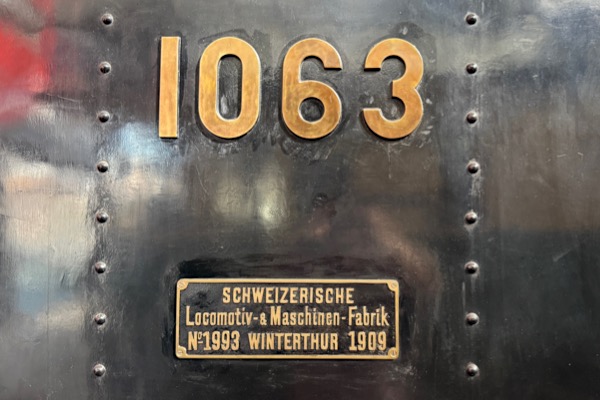 1063
SCHWEIZERISCHE
Locomotiv-& Maschinen-Fabrik
Nº1993 WINTERTHUR 1909